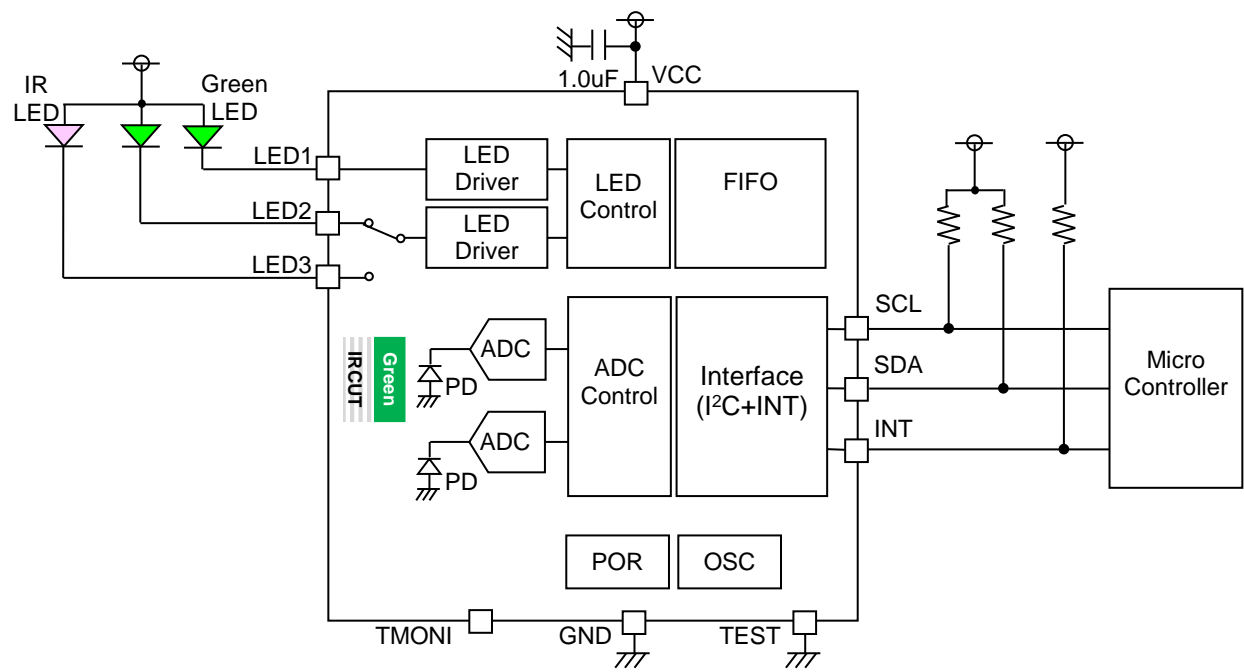 1.0uF
VCC
IR
LED
Green
LED
LED1
LED2
LED3
LED
Driver
LED
Driver
LED
Control
FIFO
IRCUT
Green
ADC
PD
ADC
PD
ADC
Control
Interface
(I²C+INT)
SCL
SDA
INT
Micro
Controller
POR
OSC
TMONI
GND
TEST